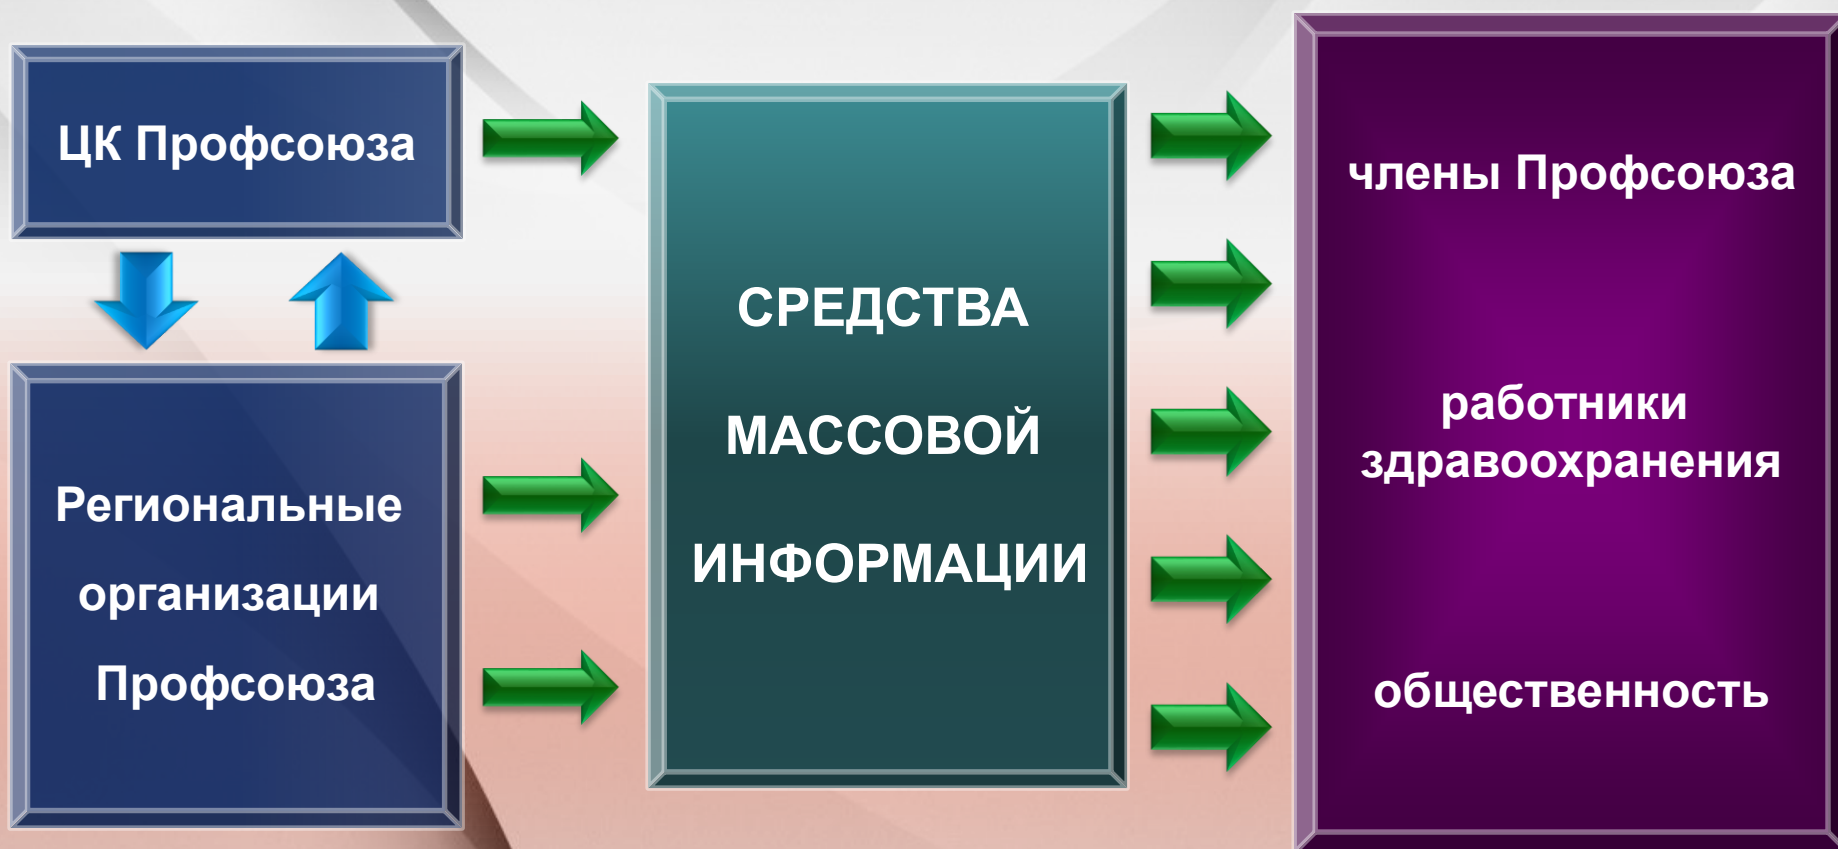 ЦК Профсоюза
Региональные
организации
Профсоюза
СРЕДСТВА
МАССОВОЙ
ИНФОРМАЦИИ
члены Профсоюза
работники
здравоохранения
общественность